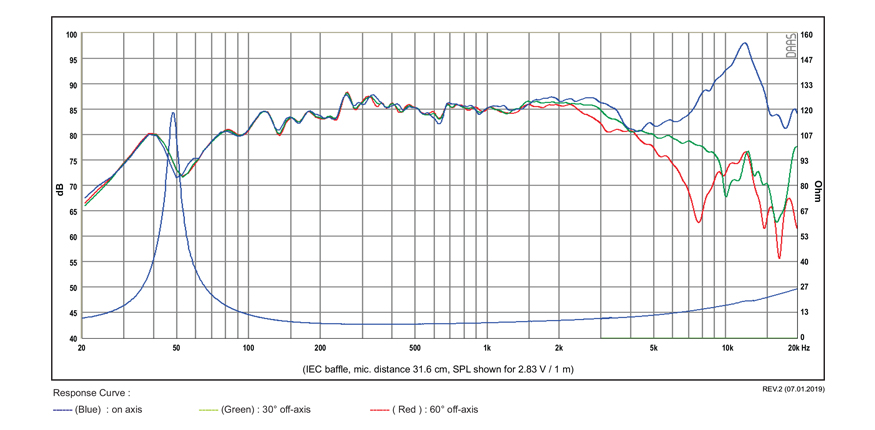 100 160
95 147
90 133
DAAS
85 120
80 107
75 93
70 80
dB Ohm
65 67
60 53
55 40
50 27
45 13
40 0
20 50 100 200 500 1k 2k 5k 10k 20k Hz
(IEC baffle, mic. distance 31.6 cm, SPL shown for 2.83 V / 1 m)
REV.2 (07.01.2019)
Response Curve :
(Blue) : on axis (Green) : 30° off-axis ( Red ) : 60° off-axis